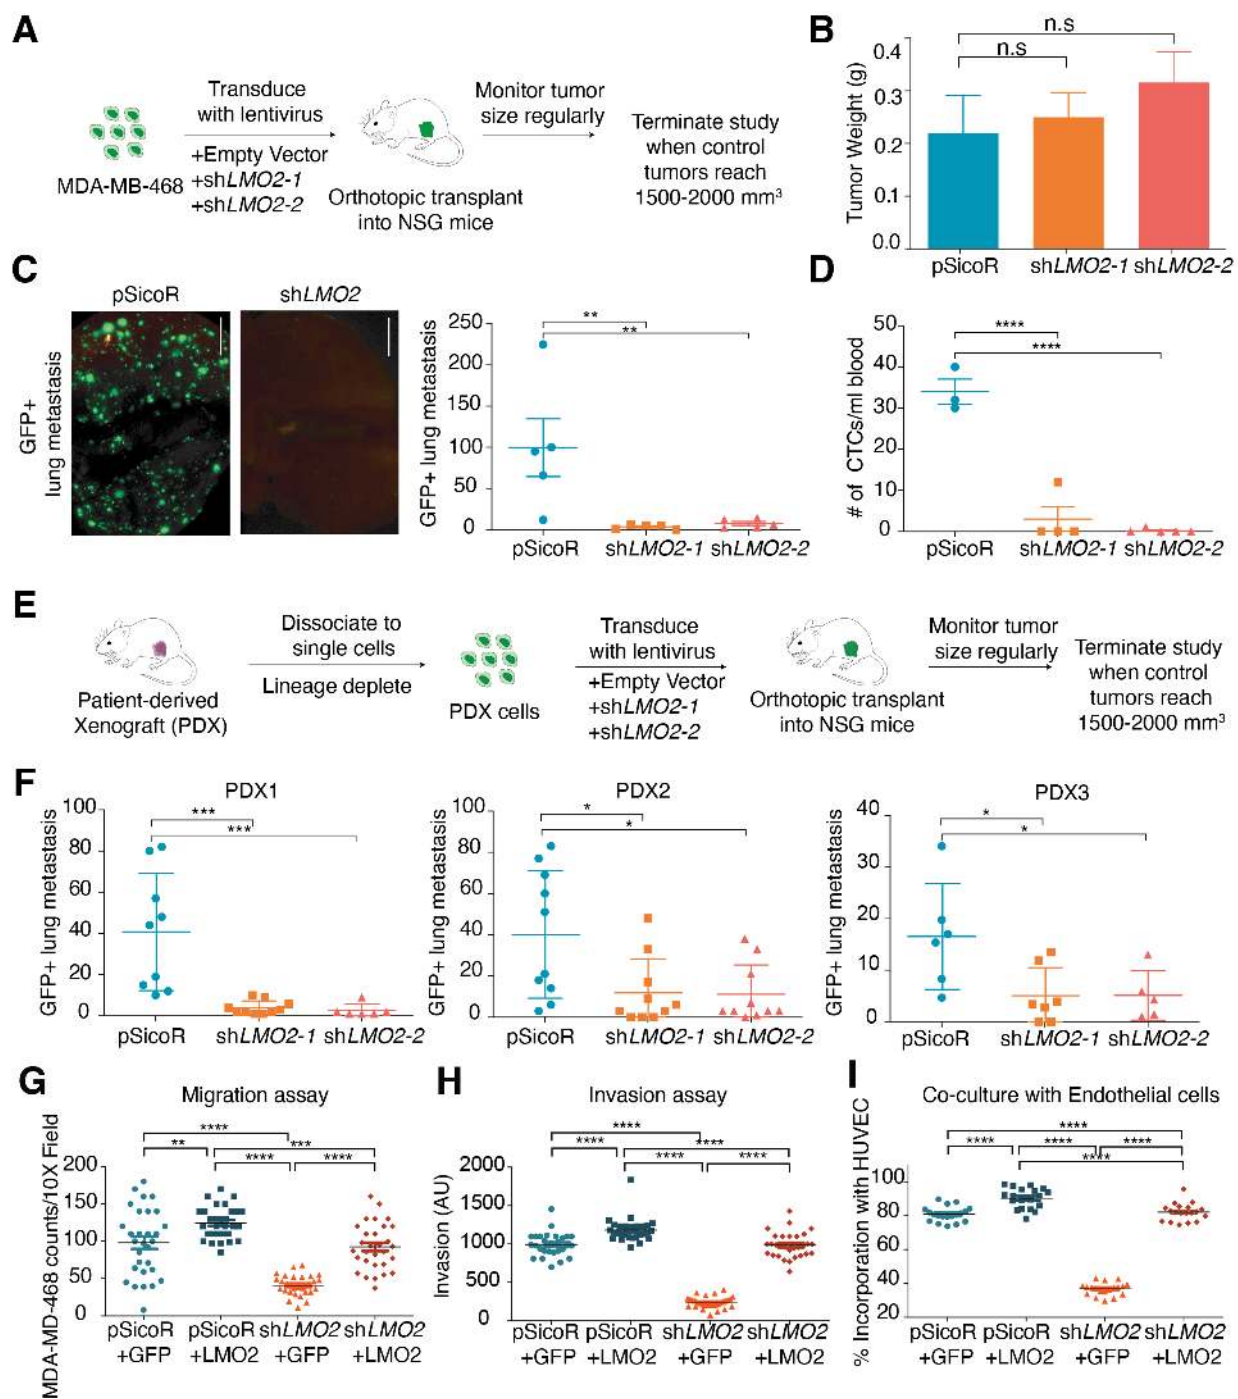 A
MDA-MB-468
Transduce
with lentivirus
+Empty Vector
+shLMO2-1
+shLMO2-2
Orthotopic transplant
into NSG mice
Monitor tumor
size regularly
Terminate study
when control
tumors reach
1500-2000 mm³
B
Tumor Weight (g)
0.4
0.3
0.2
0.1
0.0
n.s
n.s
pSicoR
shLMO2-1
shLMO2-2
C
pSicoR
shLMO2
GFP+
lung metastasis
GFP+ lung metastasis
250
200
150
100
50
0
**
**
pSicoR
shLMO2-1
shLMO2-2
D
# of CTCs/ml blood
50
40
30
20
10
0
****
****
pSicoR
shLMO2-1
shLMO2-2
E
Patient-derived
Xenograft (PDX)
Dissociate to
single cells
Lineage deplete
PDX cells
Transduce
with lentivirus
+Empty Vector
+shLMO2-1
+shLMO2-2
Orthotopic transplant
into NSG mice
Monitor tumor
size regularly
Terminate study
when control
tumors reach
1500-2000 mm³
F
PDX1
GFP+ lung metastasis
100
80
60
40
20
0
***
***
pSicoR
shLMO2-1
shLMO2-2
PDX2
GFP+ lung metastasis
100
80
60
40
20
0
*
*
pSicoR
shLMO2-1
shLMO2-2
PDX3
GFP+ lung metastasis
40
30
20
10
0
*
*
pSicoR
shLMO2-1
shLMO2-2
G
Migration assay
MDA-MD-468 counts/10X Field
200
150
100
50
0
****
**
***
****
****
pSicoR
+GFP
pSicoR
+LMO2
shLMO2
+GFP
shLMO2
+LMO2
H
Invasion assay
Invasion (AU)
2000
1500
1000
500
0
****
****
****
****
****
pSicoR
+GFP
pSicoR
+LMO2
shLMO2
+GFP
shLMO2
+LMO2
I
Co-culture with Endothelial cells
% Incorporation with HUVEC
100
80
60
40
20
****
****
****
****
****
pSicoR
+GFP
pSicoR
+LMO2
shLMO2
+GFP
shLMO2
+LMO2